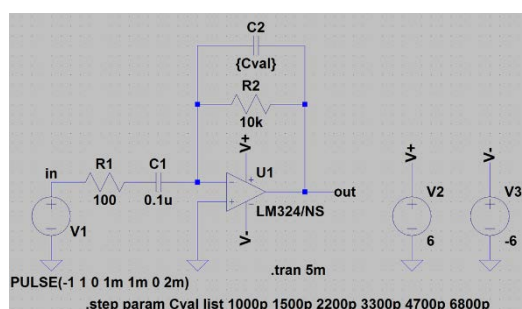 C2
{Cval}
R2
10k
V+
in
R1
100
C1
0.1u
U1
out
LM324/NS
V1
V-
V+
V2
6
V-
V3
-6
.tran 5m
PULSE(-1 1 0 1m 1m 0 2m)
.step param Cval list 1000p 1500p 2200p 3300p 4700p 6800p